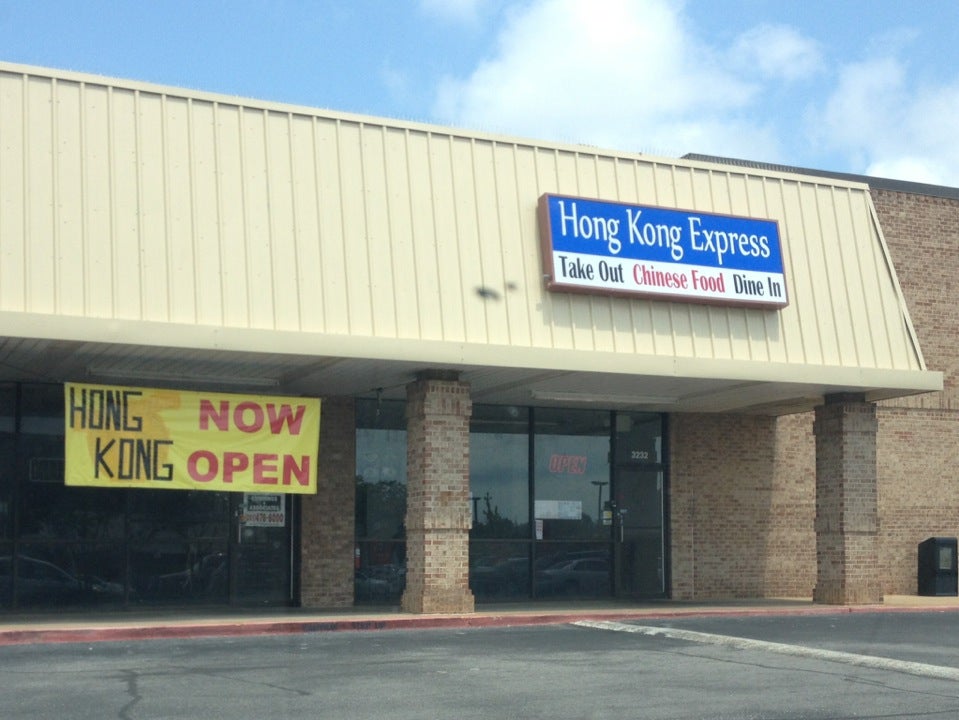 Hong Kong Express
Take Out Chinese Food Dine In
HONG
KONG
NOW
OPEN
OPEN
3232